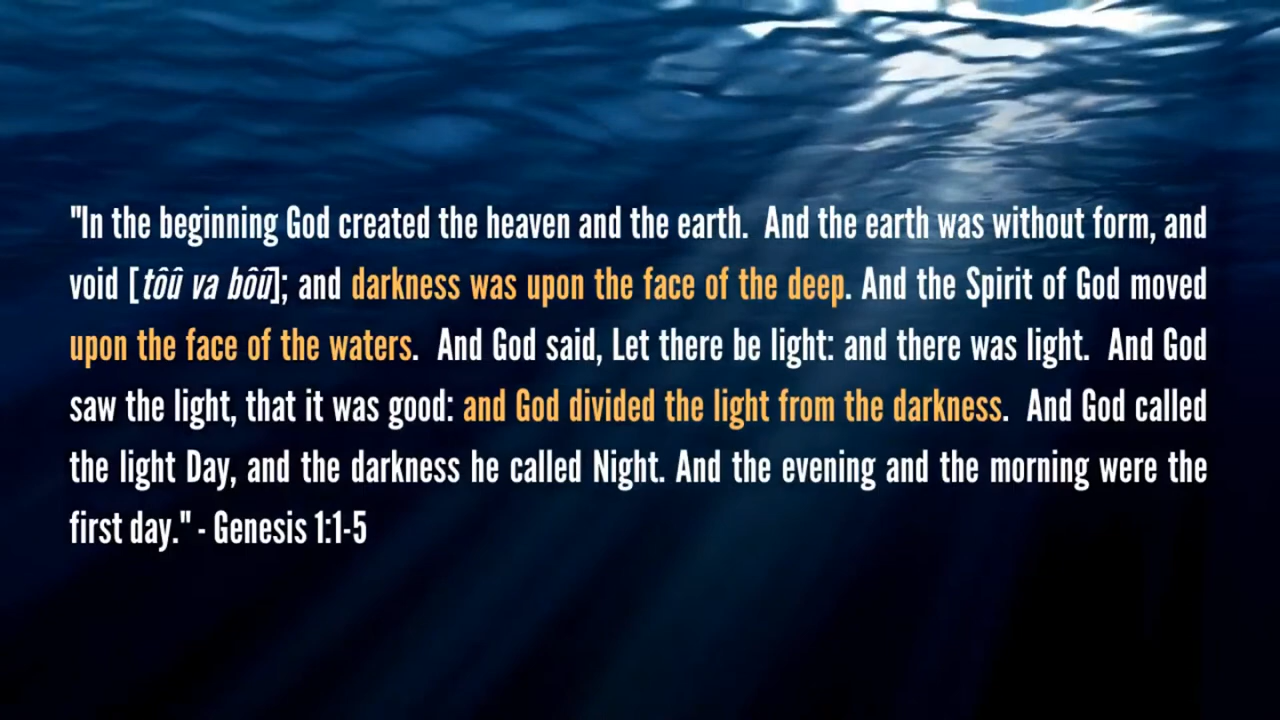 "In the beginning God created the heaven and the earth.  And the earth was without form, and
void [tôû va bôû]; and darkness was upon the face of the deep. And the Spirit of God moved
upon the face of the waters.  And God said, Let there be light: and there was light.  And God
saw the light, that it was good: and God divided the light from the darkness.  And God called
the light Day, and the darkness he called Night. And the evening and the morning were the
first day." - Genesis 1:1-5